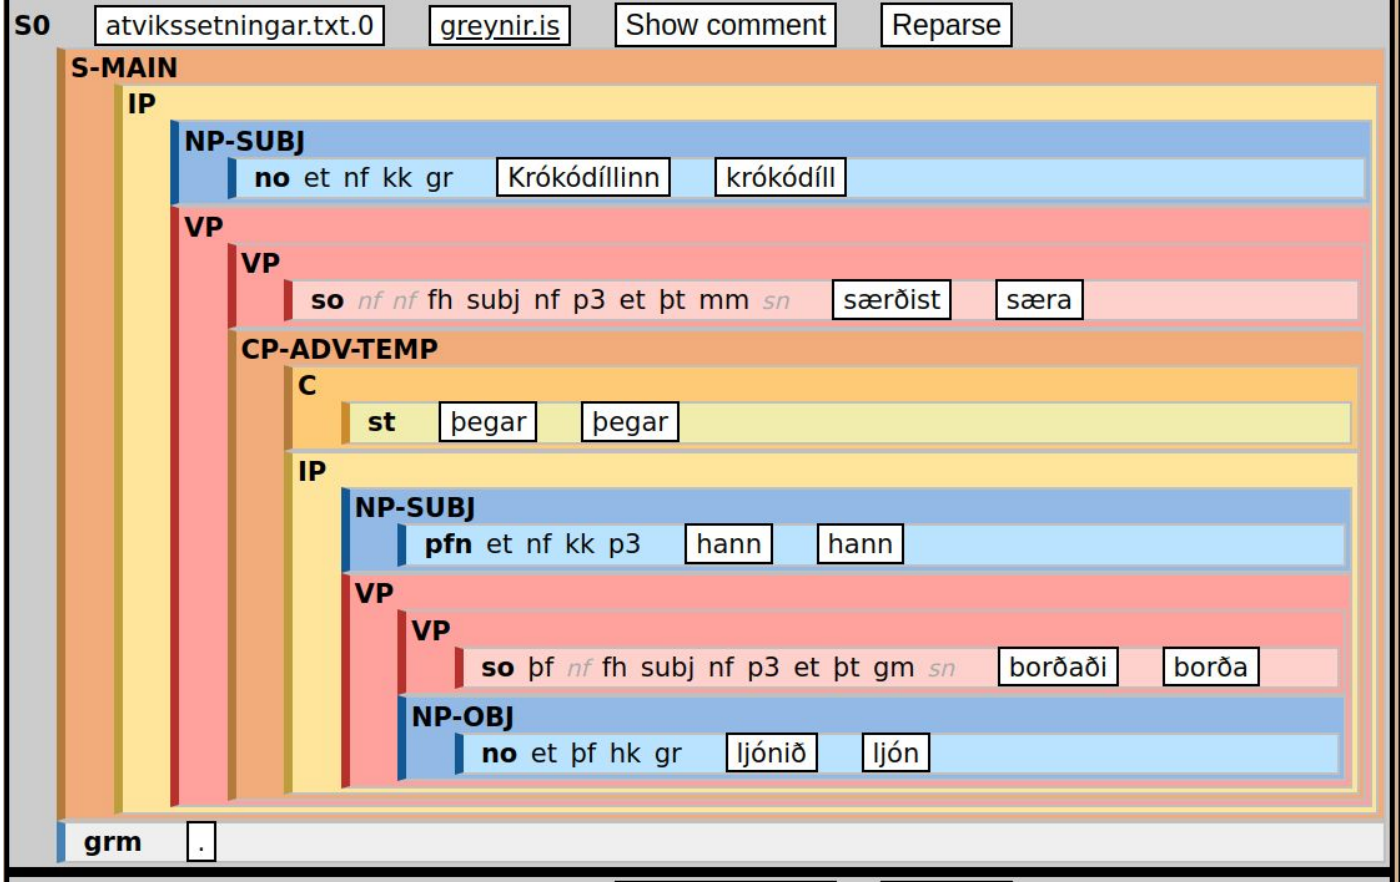 S0 atvikssetningar.txt.0 greynir.is Show comment Reparse
S-MAIN
IP
NP-SUBJ
no et nf kk gr Krókódíllinn krókódíll
VP
VP
so nf nf fh subj nf p3 et þt mm sn særðist særa
CP-ADV-TEMP
C
st þegar þegar
IP
NP-SUBJ
pfn et nf kk p3 hann hann
VP
VP
so þf nf fh subj nf p3 et þt gm sn borðaði borða
NP-OBJ
no et þf hk gr ljónið ljón
grm .